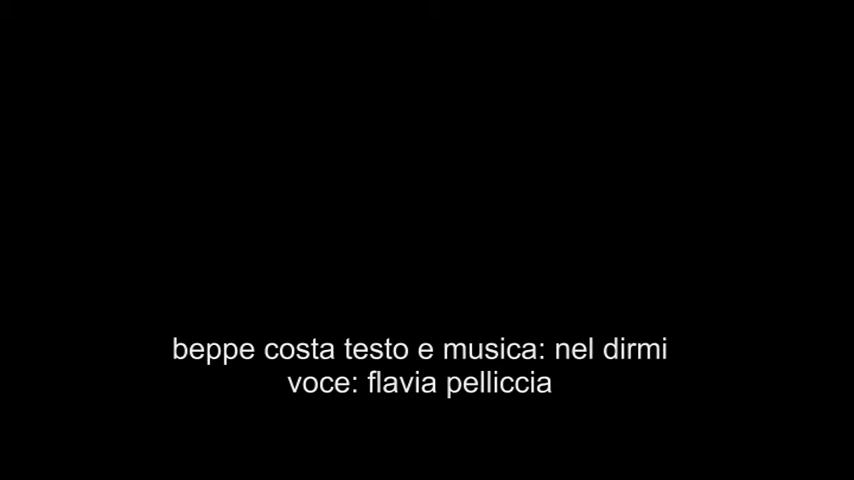 beppe costa testo e musica: nel dirmi
voce: flavia pelliccia